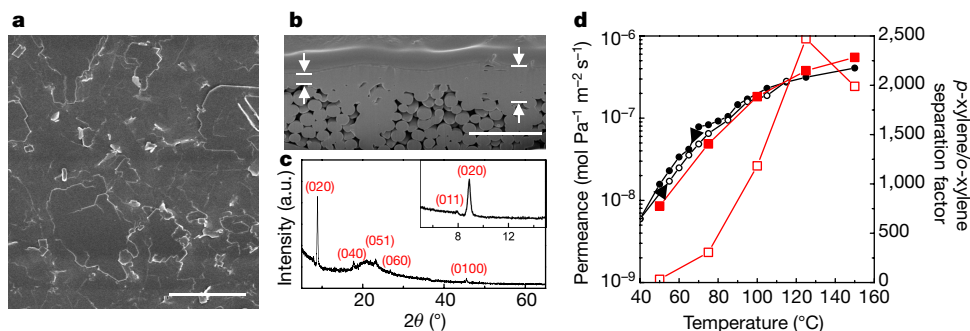 a
b
c
(020)
(040)
(051)
(060)
(0100)
(020)
(011)
8
12
Intensity (a.u.)
20
40
60
2θ (°)
d
10⁻⁶
10⁻⁷
10⁻⁸
10⁻⁹
Permeance (mol Pa⁻¹ m⁻² s⁻¹)
40
60
80
100
120
140
160
Temperature (°C)
2,500
2,000
1,500
1,000
500
0
p-xylene/o-xylene
separation factor